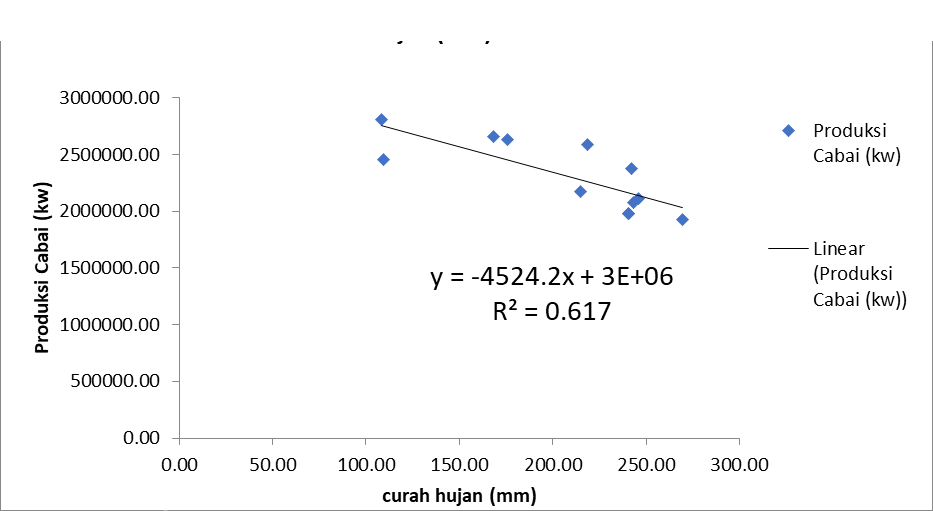 3000000.00
2500000.00
2000000.00
1500000.00
1000000.00
500000.00
0.00
0.00 50.00 100.00 150.00 200.00 250.00 300.00
Produksi Cabai (kw)
curah hujan (mm)
y = -4524.2x + 3E+06
R² = 0.617
Produksi
Cabai (kw)
Linear
(Produksi
Cabai (kw))